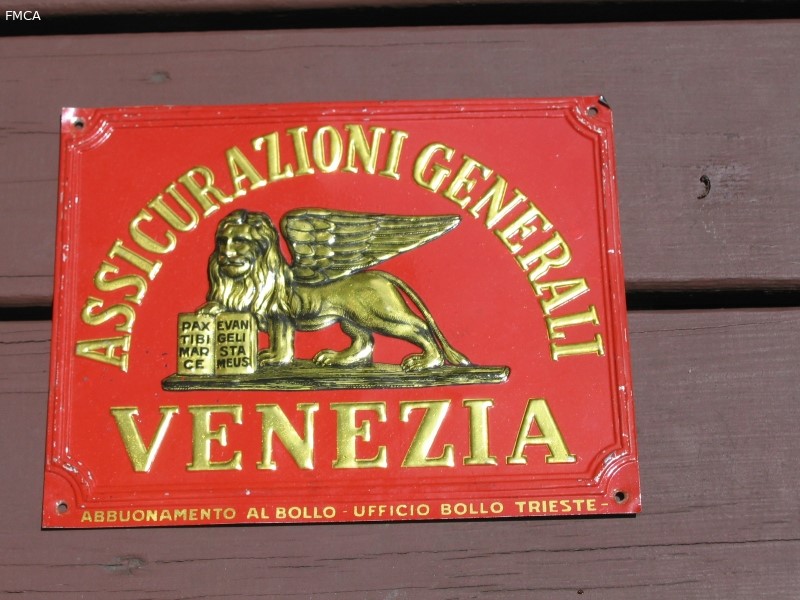 FMCA
ASSICURAZIONI GENERALI
PAX
TIBI
MAR
CE
EVAN
GELI
STA
MEUS
VENEZIA
ABBUONAMENTO AL BOLLO - UFFICIO BOLLO TRIESTE -